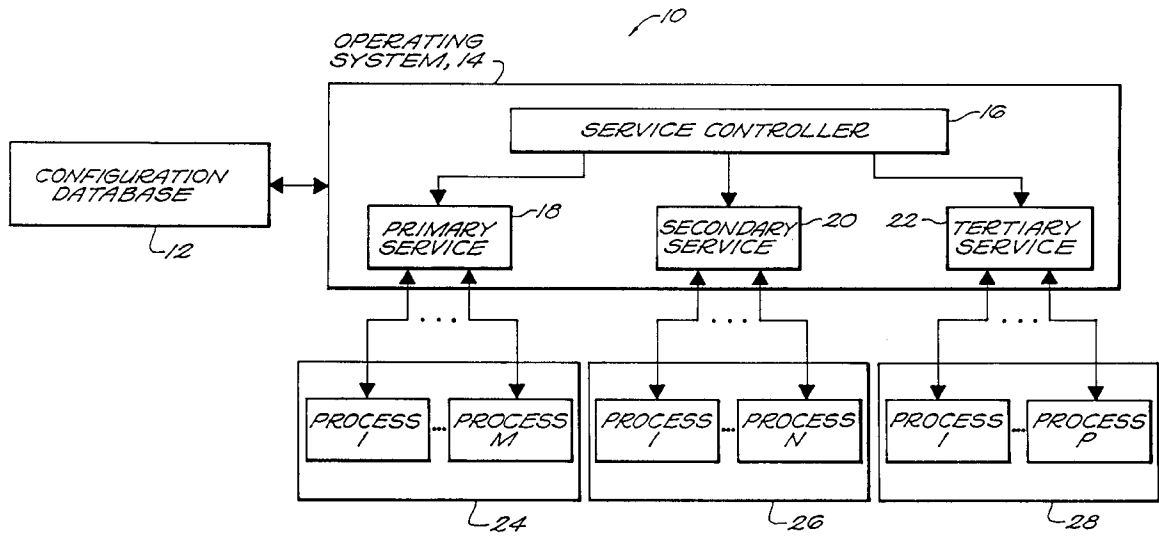 10
OPERATING
SYSTEM, 14
SERVICE CONTROLLER
16
CONFIGURATION
DATABASE
12
PRIMARY
SERVICE
18
SECONDARY
SERVICE
20
22
TERTIARY
SERVICE
...
...
...
PROCESS
1
...
PROCESS
M
PROCESS
1
...
PROCESS
N
PROCESS
1
...
PROCESS
P
24
26
28